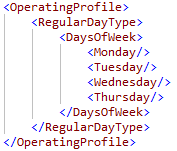 <OperatingProfile>
<RegularDayType>
<DaysOfWeek>
<Monday/>
<Tuesday/>
<Wednesday/>
<Thursday/>
</DaysOfWeek>
</RegularDayType>
</OperatingProfile>